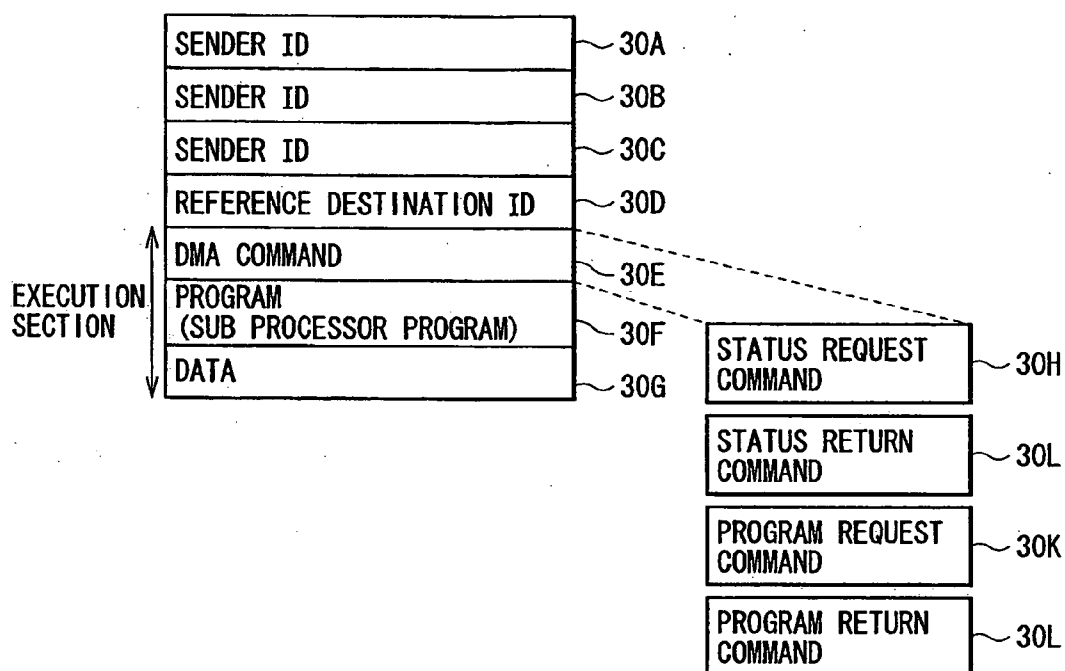 SENDER ID 30A
SENDER ID 30B
SENDER ID 30C
REFERENCE DESTINATION ID 30D
DMA COMMAND 30E
EXECUTION
SECTION
PROGRAM
(SUB PROCESSOR PROGRAM) 30F
DATA 30G
STATUS REQUEST
COMMAND 30H
STATUS RETURN
COMMAND 30L
PROGRAM REQUEST
COMMAND 30K
PROGRAM RETURN
COMMAND 30L